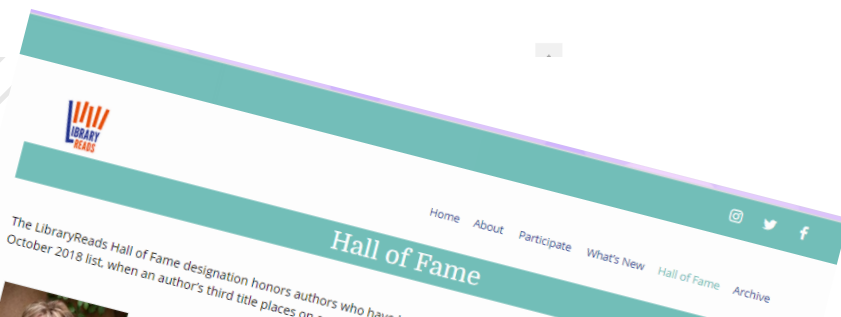 LIBRARY
READS
Home About Participate What's New Hall of Fame Archive
Hall of Fame
The LibraryReads Hall of Fame designation honors authors who have
October 2018 list, when an author's third title places on